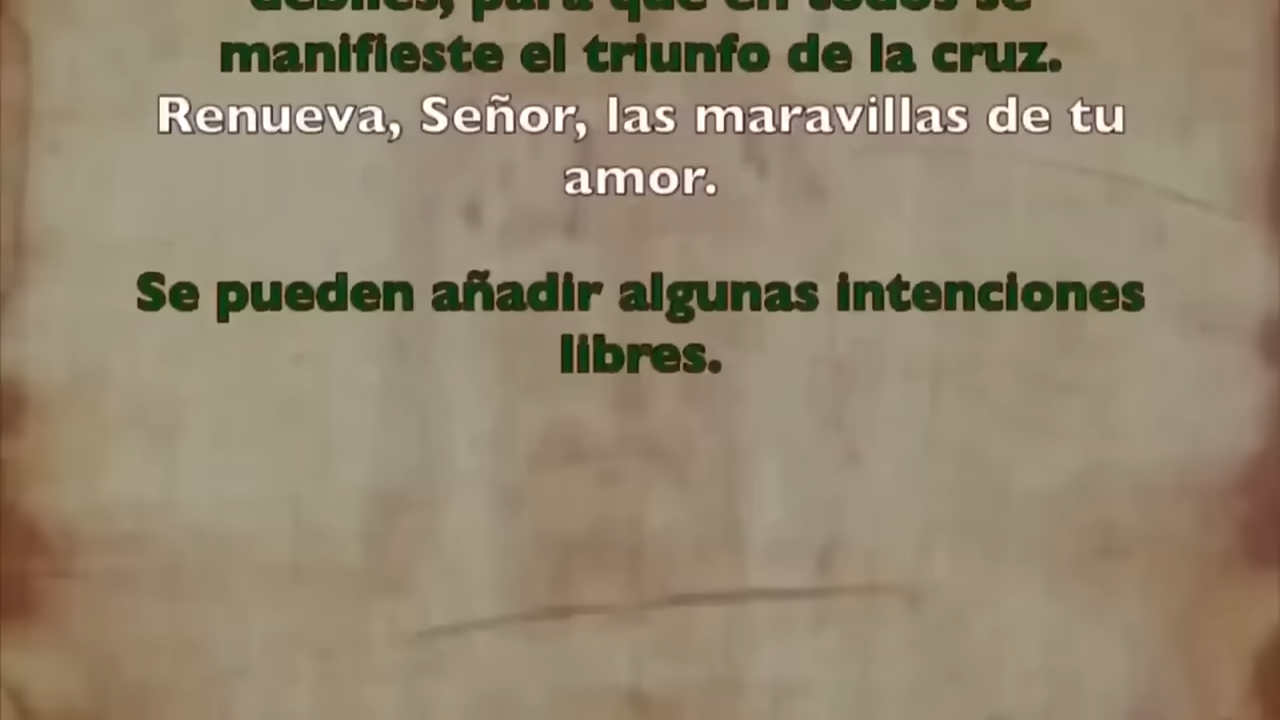 débiles, para que en todos se
manifieste el triunfo de la cruz.
Renueva, Señor, las maravillas de tu
amor.
Se pueden añadir algunas intenciones
libres.